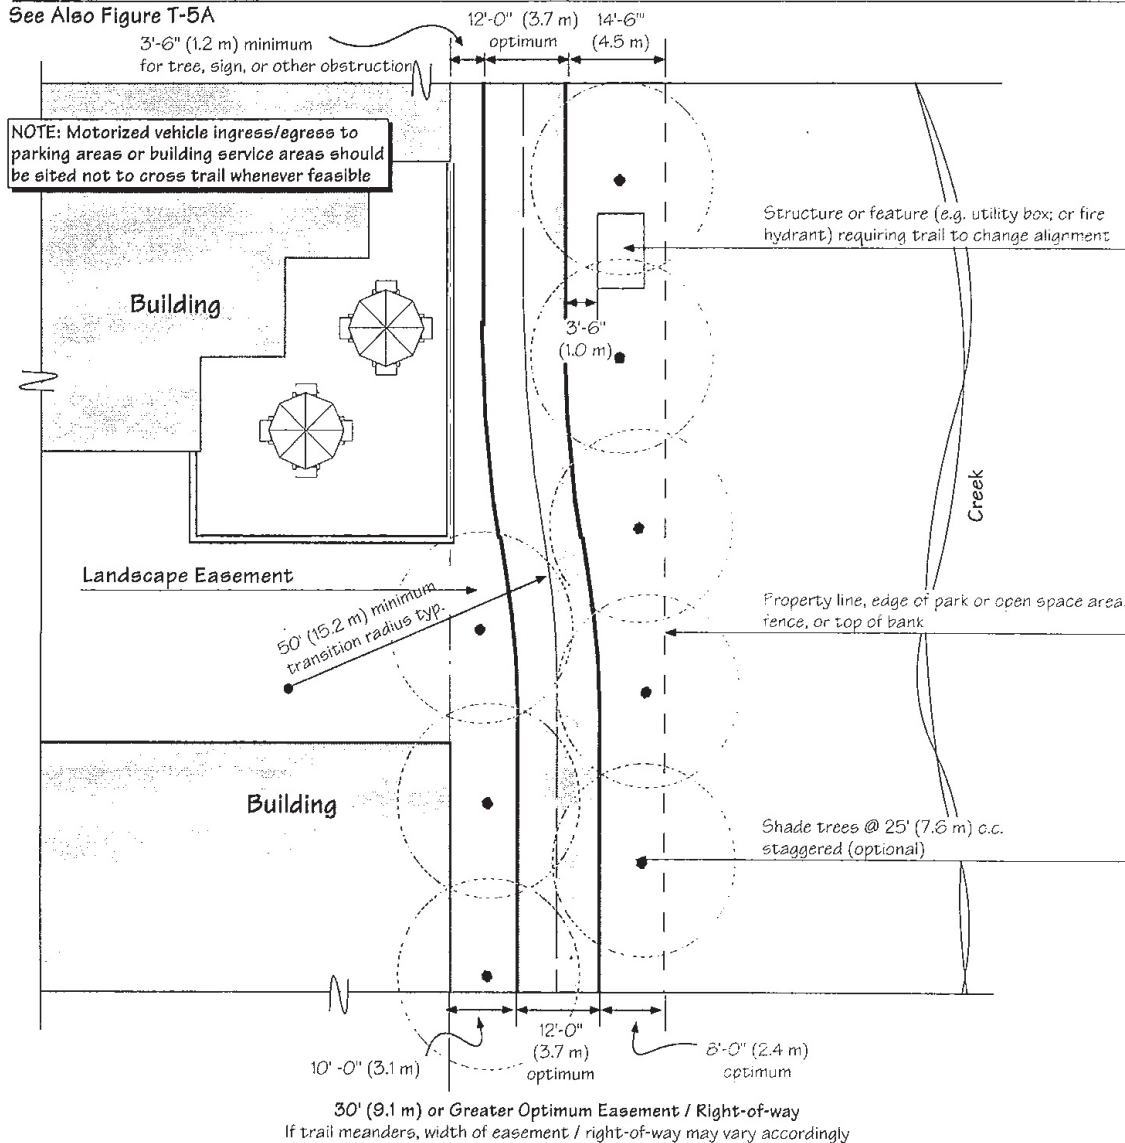 See Also Figure T-5A
12'-0" (3.7 m)
optimum
14'-6'"
(4.5 m)
3'-6" (1.2 m) minimum
for tree, sign, or other obstruction
NOTE: Motorized vehicle ingress/egress to
parking areas or building service areas should
be sited not to cross trail whenever feasible
Structure or feature (e.g. utility box; or fire
hydrant) requiring trail to change alignment
Building
3'-6"
(1.0 m)
Creek
Landscape Easement
50' (15.2 m) minimum
transition radius typ.
Property line, edge of park or open space area,
fence, or top of bank
Building
Shade trees @ 25' (7.6 m) c.c.
staggered (optional)
10' -0" (3.1 m)
12'-0"
(3.7 m)
optimum
8'-0" (2.4 m)
optimum
30' (9.1 m) or Greater Optimum Easement / Right-of-way
If trail meanders, width of easement / right-of-way may vary accordingly